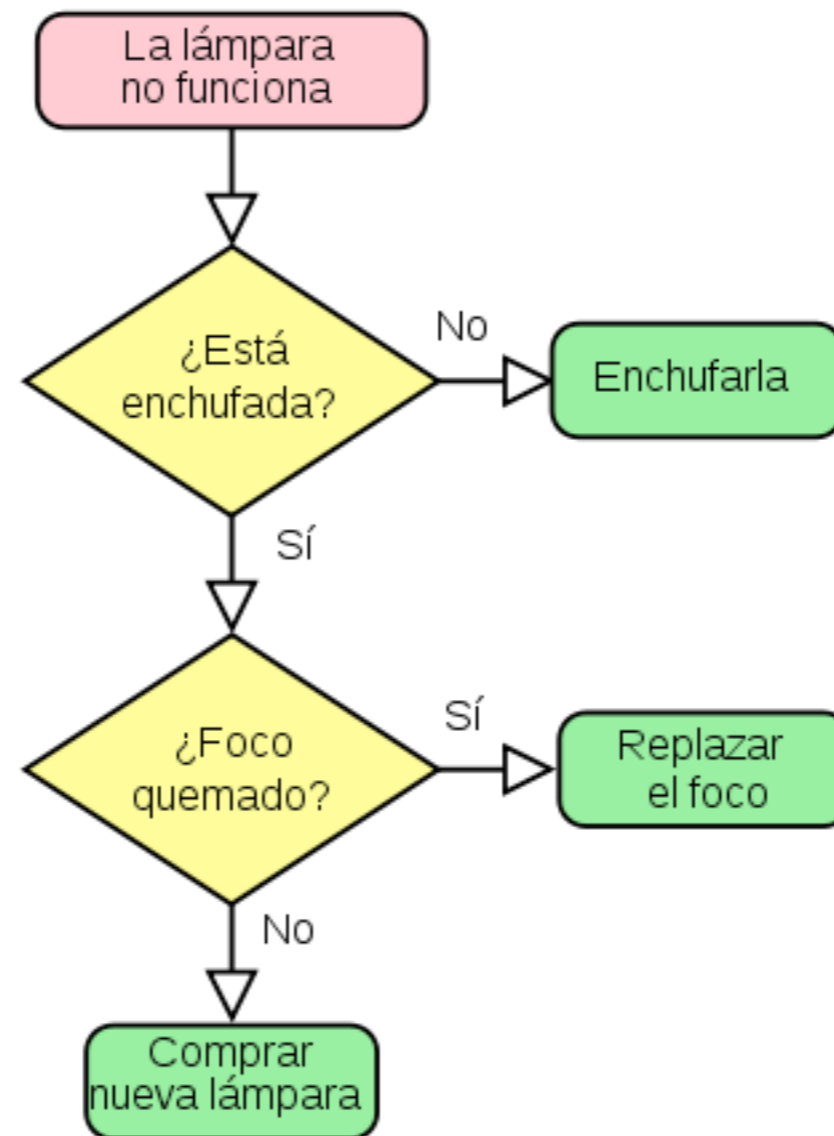 La lámpara
no funciona
¿Está
enchufada?
No
Enchufarla
Sí
¿Foco
quemado?
Sí
Replazar
el foco
No
Comprar
nueva lámpara